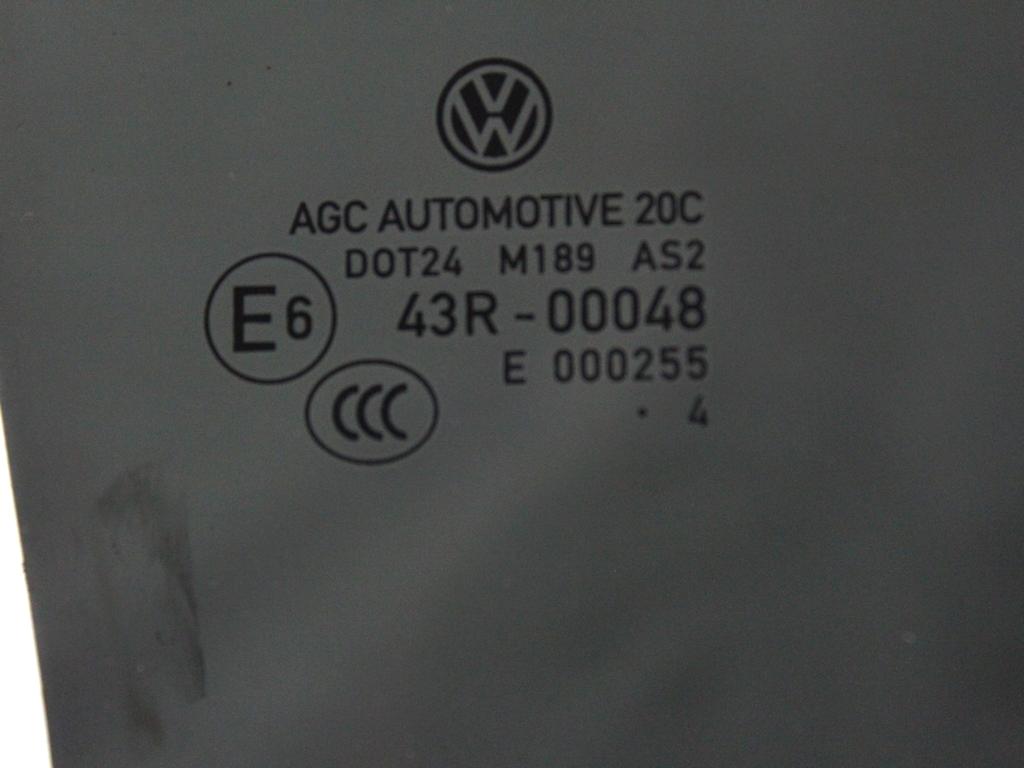 AGC AUTOMOTIVE 20C
DOT24 M189 AS2
E6 43R-00048
E 000255
CCC
· 4